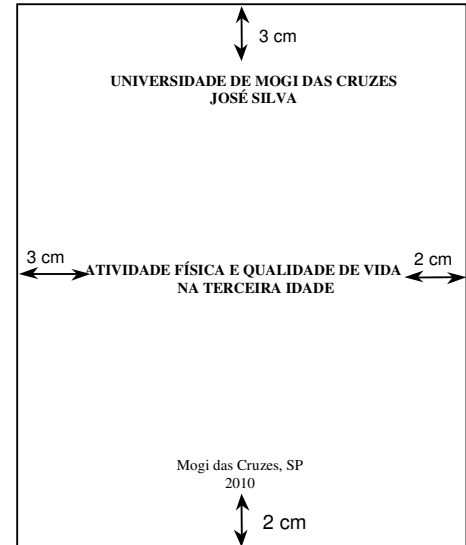 3 cm
UNIVERSIDADE DE MOGI DAS CRUZES
JOSÉ SILVA
3 cm
ATIVIDADE FÍSICA E QUALIDADE DE VIDA
2 cm
NA TERCEIRA IDADE
Mogi das Cruzes, SP
2010
2 cm